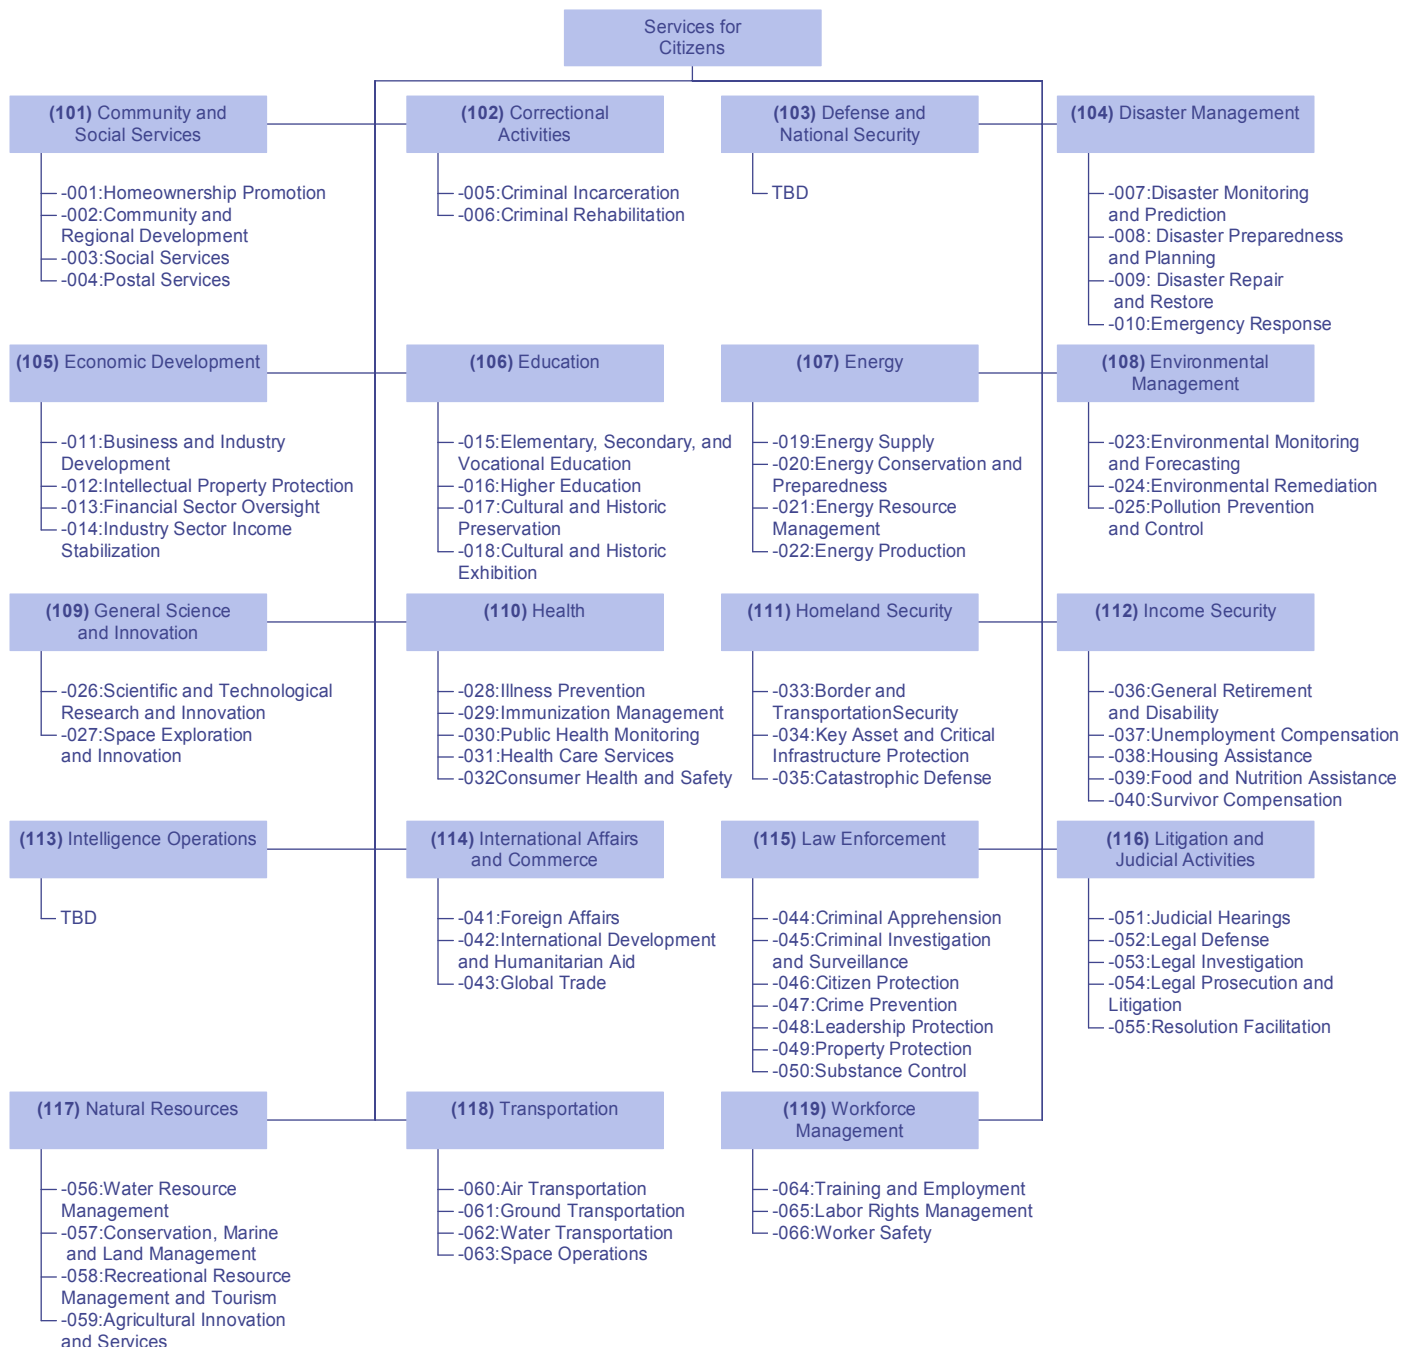 Services for
Citizens
(101) Community and
Social Services
-001:Homeownership Promotion
-002:Community and
Regional Development
-003:Social Services
-004:Postal Services
(102) Correctional
Activities
-005:Criminal Incarceration
-006:Criminal Rehabilitation
(103) Defense and
National Security
TBD
(104) Disaster Management
-007:Disaster Monitoring
and Prediction
-008: Disaster Preparedness
and Planning
-009: Disaster Repair
and Restore
-010:Emergency Response
(105) Economic Development
-011:Business and Industry
Development
-012:Intellectual Property Protection
-013:Financial Sector Oversight
-014:Industry Sector Income
Stabilization
(106) Education
-015:Elementary, Secondary, and
Vocational Education
-016:Higher Education
-017:Cultural and Historic
Preservation
-018:Cultural and Historic
Exhibition
(107) Energy
-019:Energy Supply
-020:Energy Conservation and
Preparedness
-021:Energy Resource
Management
-022:Energy Production
(108) Environmental
Management
-023:Environmental Monitoring
and Forecasting
-024:Environmental Remediation
-025:Pollution Prevention
and Control
(109) General Science
and Innovation
-026:Scientific and Technological
Research and Innovation
-027:Space Exploration
and Innovation
(110) Health
-028:Illness Prevention
-029:Immunization Management
-030:Public Health Monitoring
-031:Health Care Services
-032Consumer Health and Safety
(111) Homeland Security
-033:Border and
TransportationSecurity
-034:Key Asset and Critical
Infrastructure Protection
-035:Catastrophic Defense
(112) Income Security
-036:General Retirement
and Disability
-037:Unemployment Compensation
-038:Housing Assistance
-039:Food and Nutrition Assistance
-040:Survivor Compensation
(113) Intelligence Operations
TBD
(114) International Affairs
and Commerce
-041:Foreign Affairs
-042:International Development
and Humanitarian Aid
-043:Global Trade
(115) Law Enforcement
-044:Criminal Apprehension
-045:Criminal Investigation
and Surveillance
-046:Citizen Protection
-047:Crime Prevention
-048:Leadership Protection
-049:Property Protection
-050:Substance Control
(116) Litigation and
Judicial Activities
-051:Judicial Hearings
-052:Legal Defense
-053:Legal Investigation
-054:Legal Prosecution and
Litigation
-055:Resolution Facilitation
(117) Natural Resources
-056:Water Resource
Management
-057:Conservation, Marine
and Land Management
-058:Recreational Resource
Management and Tourism
-059:Agricultural Innovation
and Services
(118) Transportation
-060:Air Transportation
-061:Ground Transportation
-062:Water Transportation
-063:Space Operations
(119) Workforce
Management
-064:Training and Employment
-065:Labor Rights Management
-066:Worker Safety